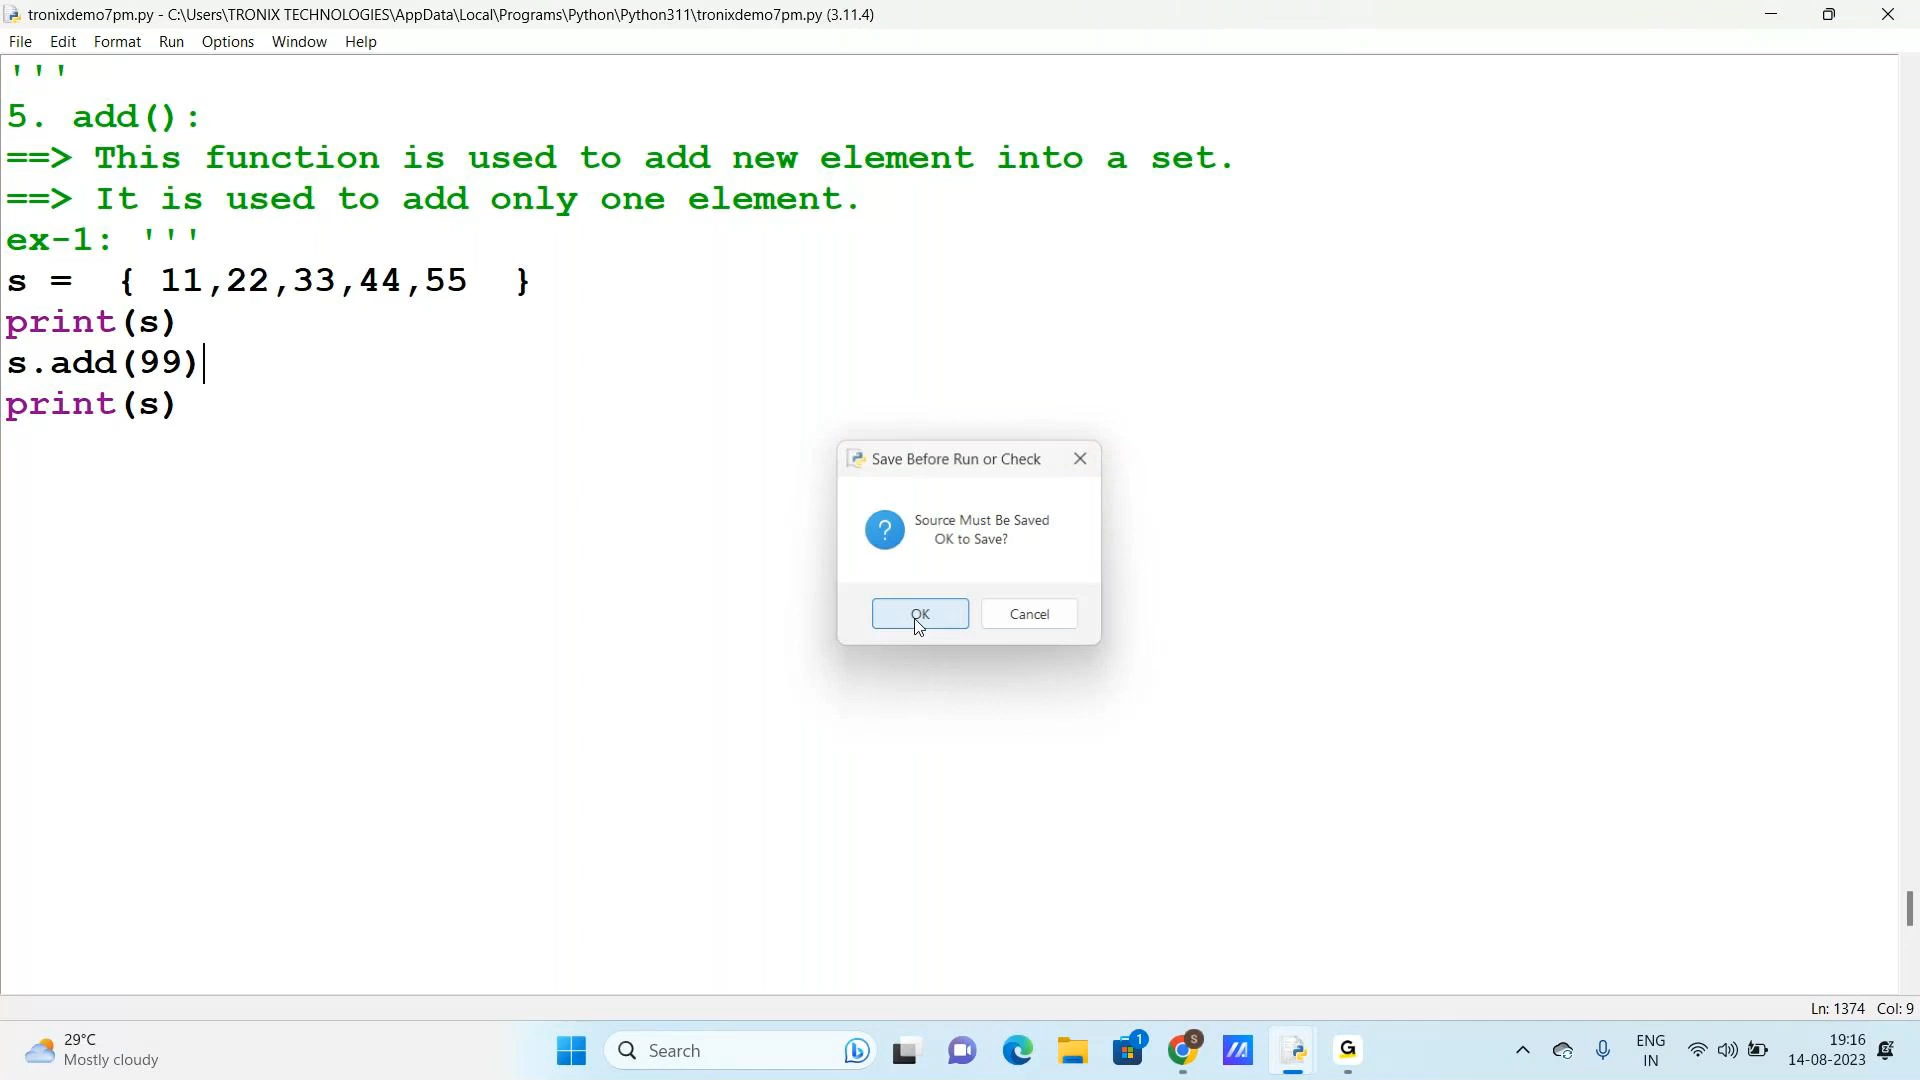 tronixdemo7pm.py - C:\Users\TRONIX TECHNOLOGIES\AppData\Local\Programs\Python\Python311\tronixdemo7pm.py (3.11.4)
File Edit Format Run Options Window Help
'''
5. add():
==> This function is used to add new element into a set.
==> It is used to add only one element.
ex-1: '''
s =  { 11,22,33,44,55  }
print(s)
s.add(99)
print(s)
Save Before Run or Check
?
Source Must Be Saved
OK to Save?
OK Cancel
Ln: 1374 Col: 9
29°C
Mostly cloudy
Search
1
S
G
ENG
IN
19:16
14-08-2023